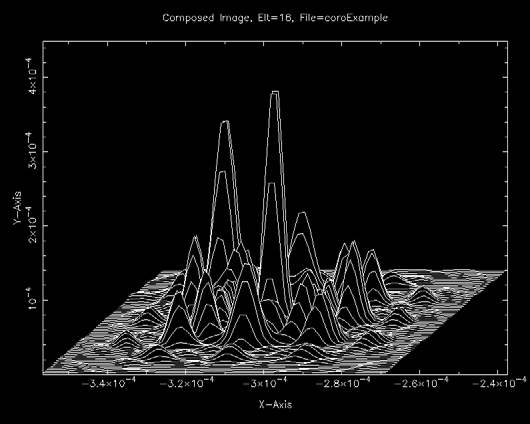 Composed Image, Elt=16, File=coroExample
4×10⁻⁴
3×10⁻⁴
2×10⁻⁴
10⁻⁴
Y-Axis
−3.4×10⁻⁴ −3.2×10⁻⁴ −3×10⁻⁴ −2.8×10⁻⁴ −2.6×10⁻⁴ −2.4×10⁻⁴
X-Axis